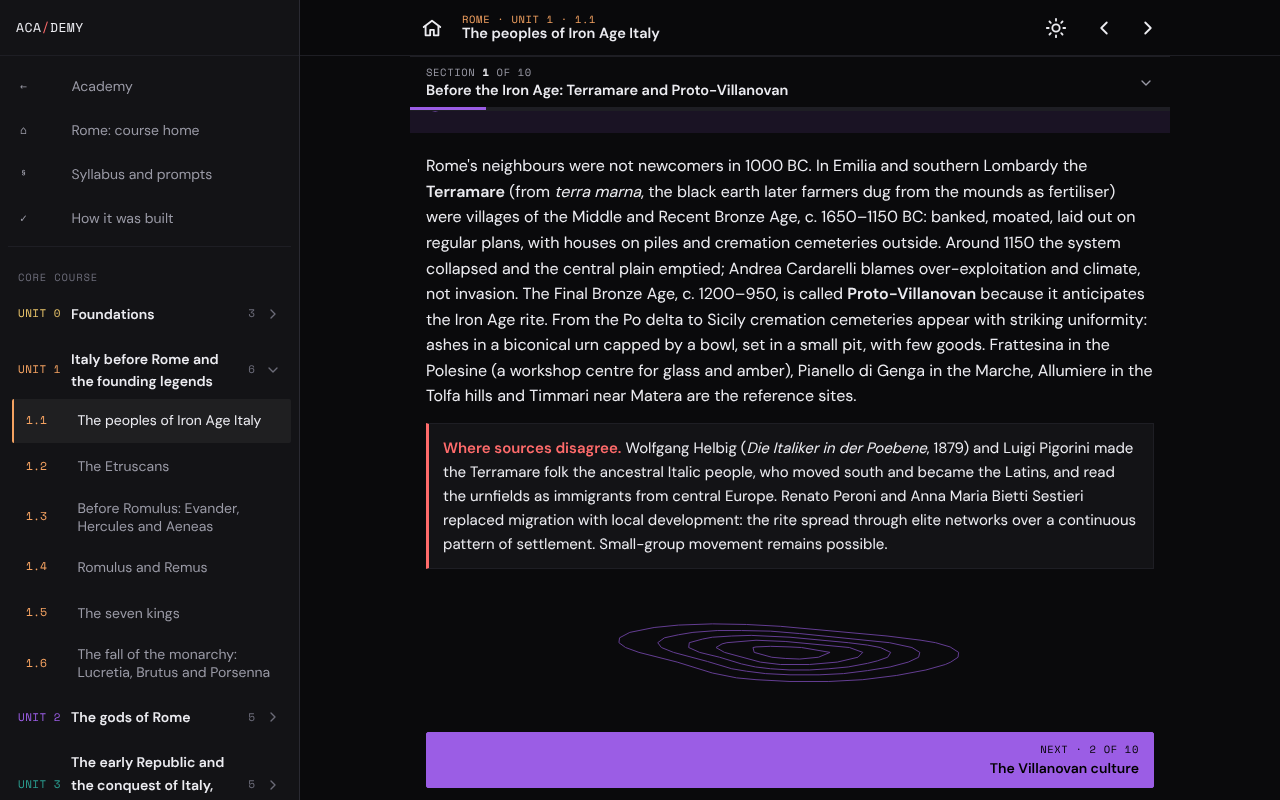 ACA/DEMY
← Academy
⌂ Rome: course home
§ Syllabus and prompts
✓ How it was built
CORE COURSE
UNIT 0 Foundations 3
UNIT 1 Italy before Rome and
the founding legends 6
1.1 The peoples of Iron Age Italy
1.2 The Etruscans
1.3 Before Romulus: Evander,
Hercules and Aeneas
1.4 Romulus and Remus
1.5 The seven kings
1.6 The fall of the monarchy:
Lucretia, Brutus and Porsenna
UNIT 2 The gods of Rome 5
The early Republic and
UNIT 3 the conquest of Italy, 5
ROME · UNIT 1 · 1.1
The peoples of Iron Age Italy
SECTION 1 OF 10
Before the Iron Age: Terramare and Proto-Villanovan
Rome's neighbours were not newcomers in 1000 BC. In Emilia and southern Lombardy the
Terramare (from terra marna, the black earth later farmers dug from the mounds as fertiliser)
were villages of the Middle and Recent Bronze Age, c. 1650–1150 BC: banked, moated, laid out on
regular plans, with houses on piles and cremation cemeteries outside. Around 1150 the system
collapsed and the central plain emptied; Andrea Cardarelli blames over-exploitation and climate,
not invasion. The Final Bronze Age, c. 1200–950, is called Proto-Villanovan because it anticipates
the Iron Age rite. From the Po delta to Sicily cremation cemeteries appear with striking uniformity:
ashes in a biconical urn capped by a bowl, set in a small pit, with few goods. Frattesina in the
Polesine (a workshop centre for glass and amber), Pianello di Genga in the Marche, Allumiere in the
Tolfa hills and Timmari near Matera are the reference sites.
Where sources disagree. Wolfgang Helbig (Die Italiker in der Poebene, 1879) and Luigi Pigorini made
the Terramare folk the ancestral Italic people, who moved south and became the Latins, and read
the urnfields as immigrants from central Europe. Renato Peroni and Anna Maria Bietti Sestieri
replaced migration with local development: the rite spread through elite networks over a continuous
pattern of settlement. Small-group movement remains possible.
NEXT · 2 OF 10
The Villanovan culture